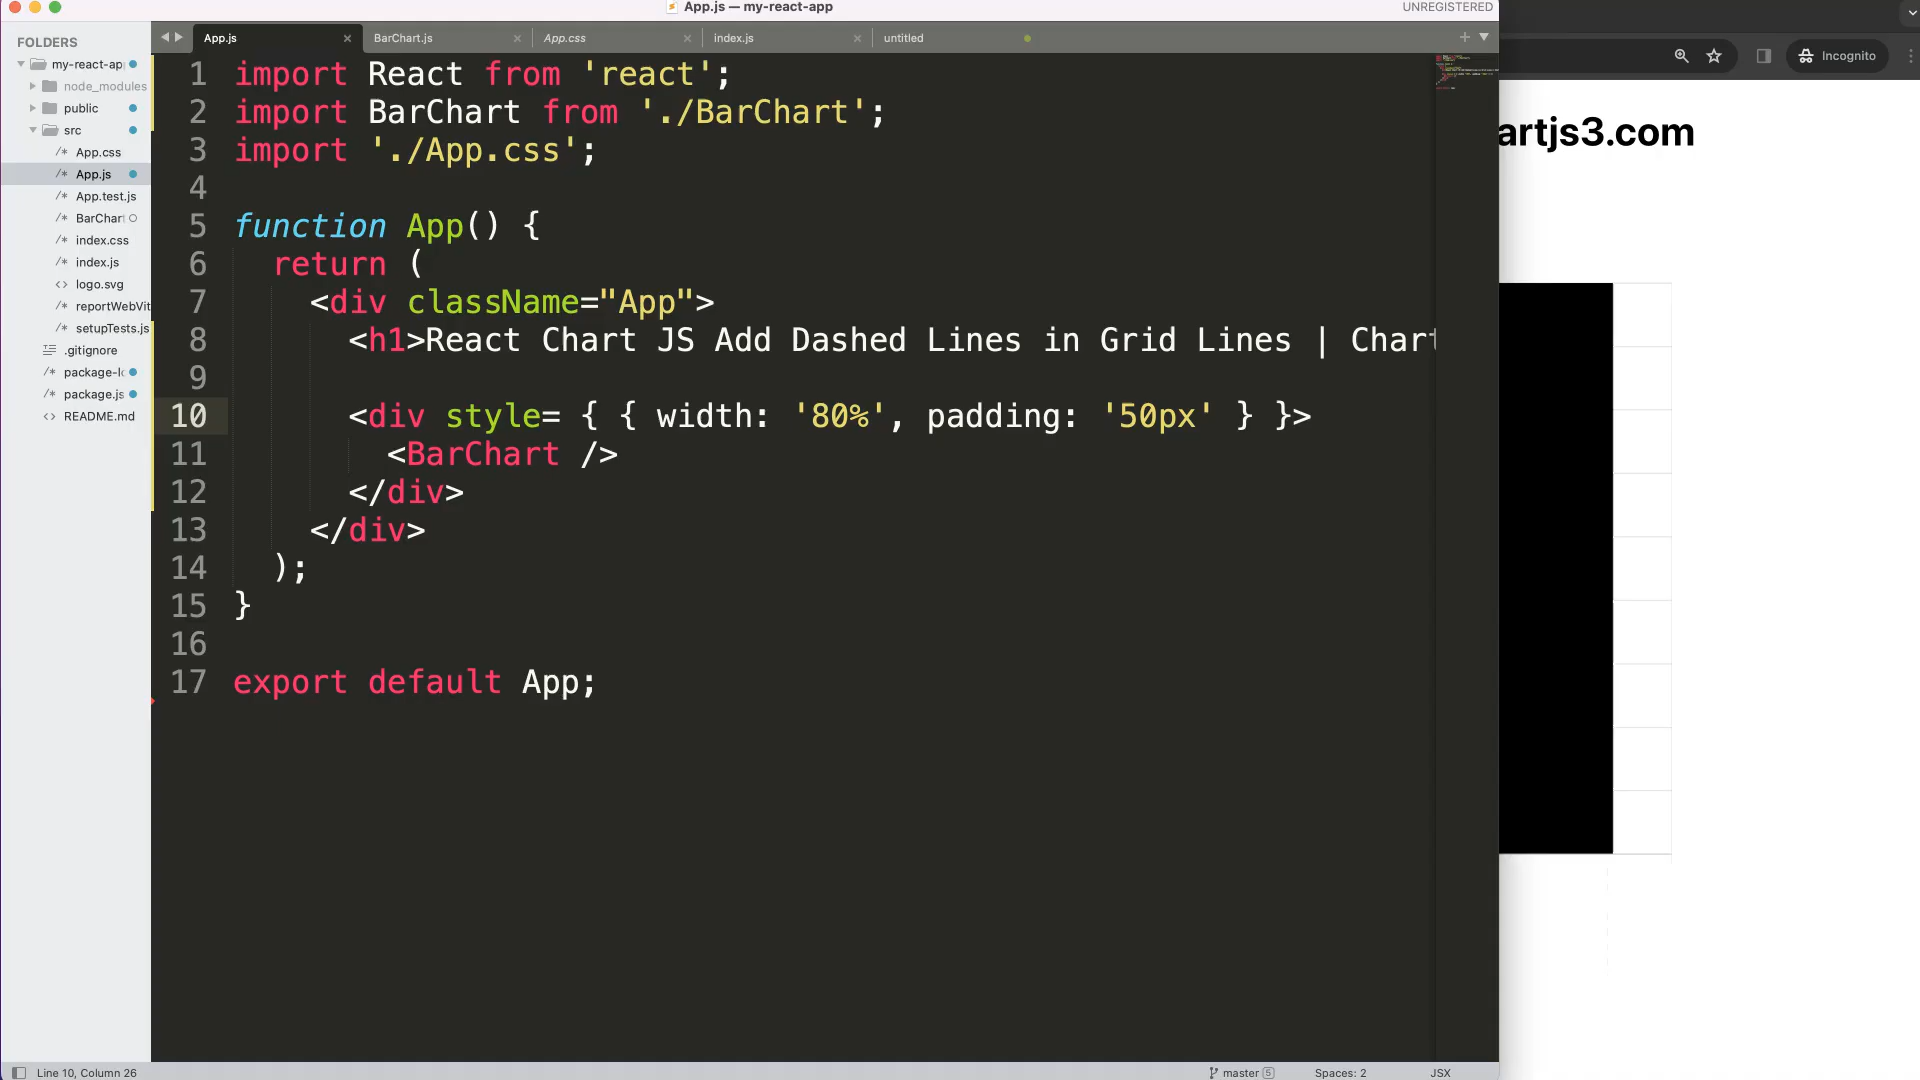 App.js — my-react-app
UNREGISTERED
FOLDERS
my-react-ap
node_modules
public
src
App.css
App.js
App.test.js
BarChar
index.css
index.js
logo.svg
reportWebVit
setupTests.js
.gitignore
package-l
package.js
README.md
App.js
BarChart.js
App.css
index.js
untitled
1 import React from 'react';
2 import BarChart from './BarChart';
3 import './App.css';
4
5 function App() {
6 return (
7 <div className="App">
8 <h1>React Chart JS Add Dashed Lines in Grid Lines | Chart
9
10 <div style= { { width: '80%', padding: '50px' } }>
11 <BarChart />
12 </div>
13 </div>
14 );
15 }
16
17 export default App;
Incognito
artjs3.com
Line 10, Column 26
master 5
Spaces: 2
JSX